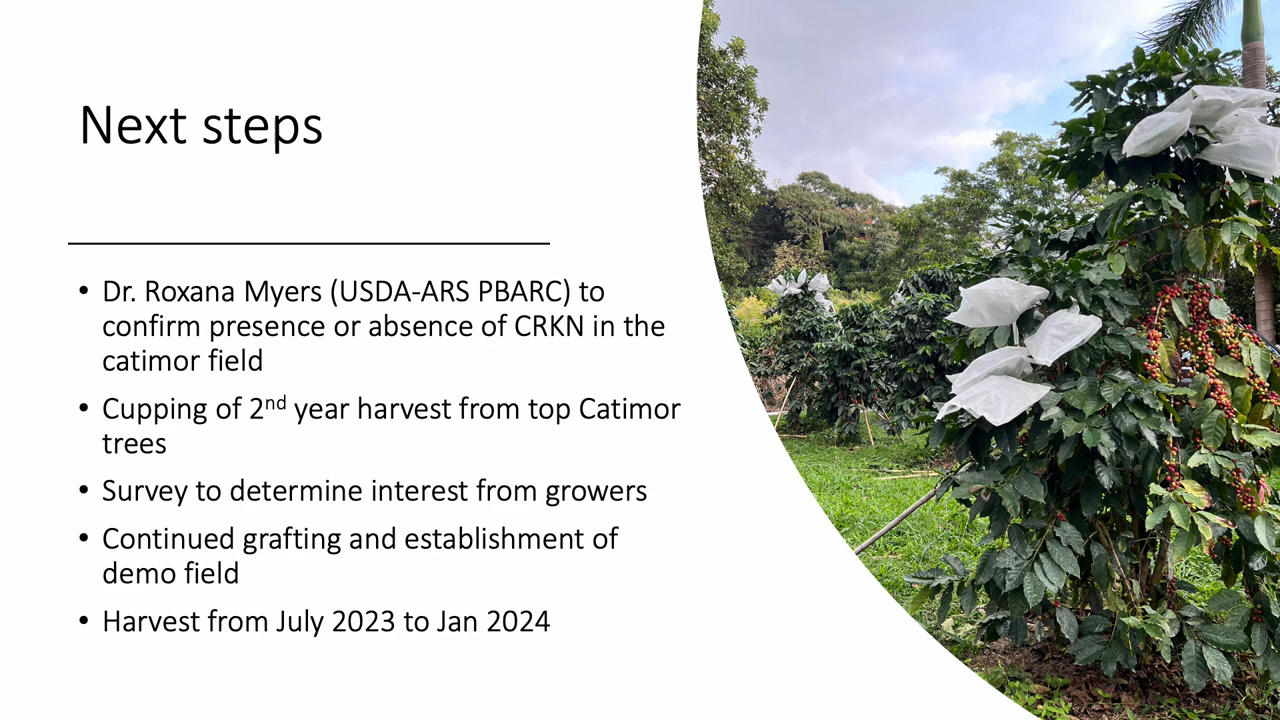 Next steps
• Dr. Roxana Myers (USDA-ARS PBARC) to
confirm presence or absence of CRKN in the
catimor field
• Cupping of 2nd year harvest from top Catimor
trees
• Survey to determine interest from growers
• Continued grafting and establishment of
demo field
• Harvest from July 2023 to Jan 2024